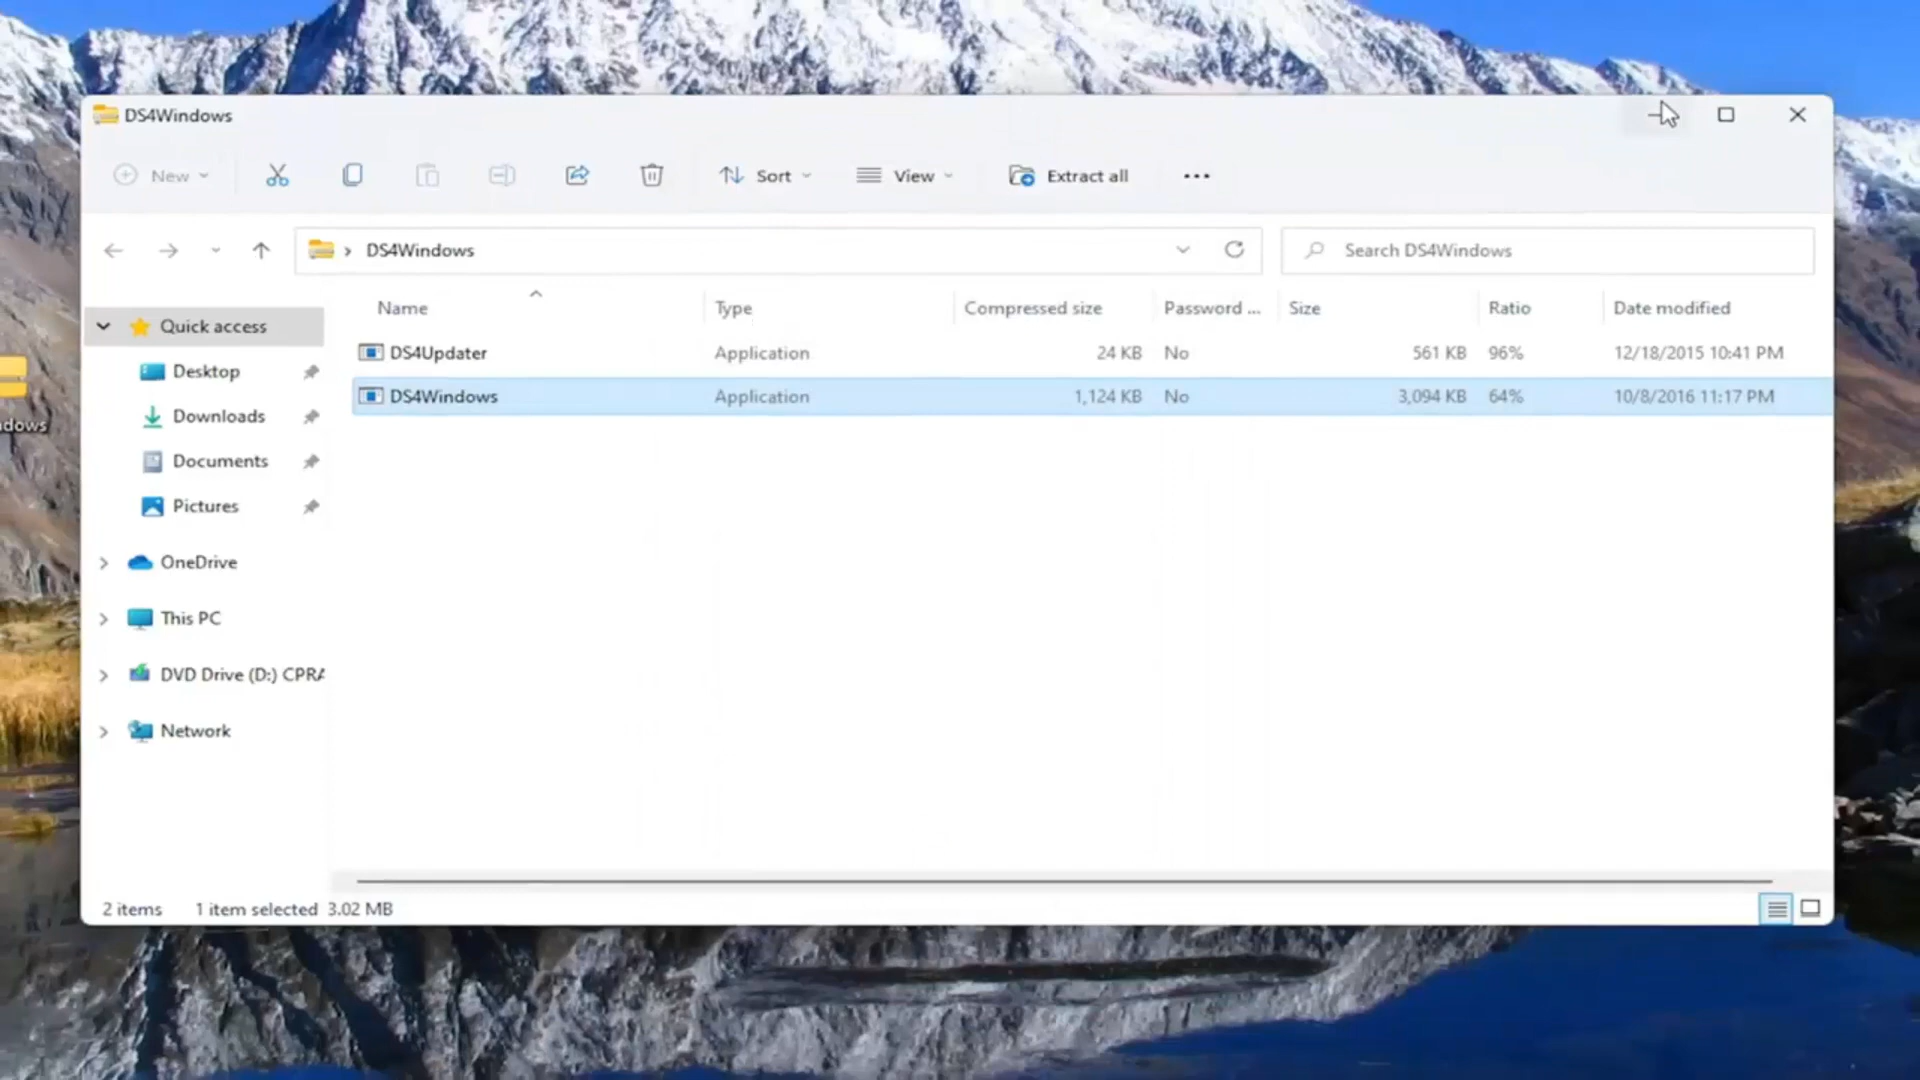 DS4Windows
New
Sort
View
Extract all
DS4Windows
Search DS4Windows
Name Type Compressed size Password ... Size Ratio Date modified
Quick access
DS4Updater Application 24 KB No 561 KB 96% 12/18/2015 10:41 PM
Desktop
DS4Windows Application 1,124 KB No 3,094 KB 64% 10/8/2016 11:17 PM
Downloads
dows
Documents
Pictures
OneDrive
This PC
DVD Drive (D:) CPRA
Network
2 items 1 item selected 3.02 MB